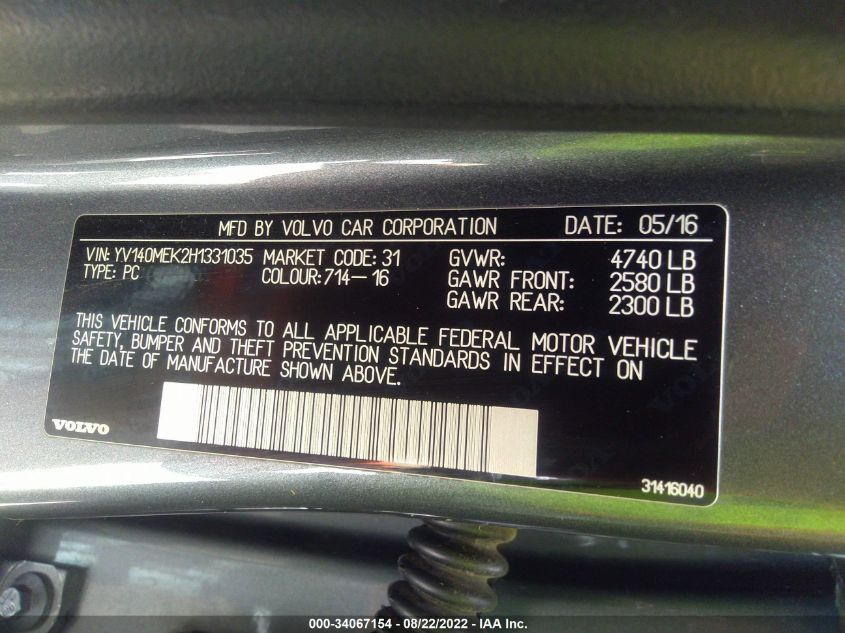 MFD BY VOLVO CAR CORPORATION DATE: 05/16
VIN: YV140MEK2H1331035 MARKET CODE: 31 GVWR: 4740 LB
TYPE: PC COLOUR: 714-16 GAWR FRONT: 2580 LB
GAWR REAR: 2300 LB
THIS VEHICLE CONFORMS TO ALL APPLICABLE FEDERAL MOTOR VEHICLE
SAFETY, BUMPER AND THEFT PREVENTION STANDARDS IN EFFECT ON
THE DATE OF MANUFACTURE SHOWN ABOVE.
VOLVO
31416040
000-34067154 - 08/22/2022 - IAA Inc.